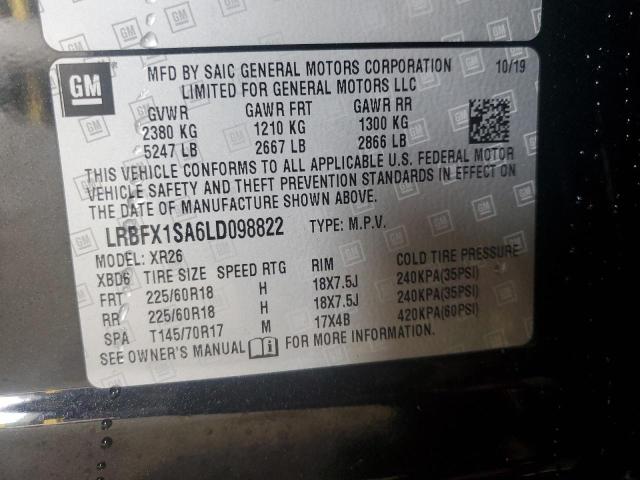 GM
MFD BY SAIC GENERAL MOTORS CORPORATION 10/19
LIMITED FOR GENERAL MOTORS LLC
GVWR GAWR FRT GAWR RR
2380 KG 1210 KG 1300 KG
5247 LB 2667 LB 2866 LB
THIS VEHICLE CONFORMS TO ALL APPLICABLE U.S. FEDERAL MOTOR
VEHICLE SAFETY AND THEFT PREVENTION STANDARDS IN EFFECT ON
THE DATE OF MANUFACTURE SHOWN ABOVE.
LRBFX1SA6LD098822 TYPE: M.P.V.
MODEL: XR26
XBD6 TIRE SIZE SPEED RTG RIM COLD TIRE PRESSURE
FRT 225/60R18 H 18X7.5J 240KPA(35PSI)
RR 225/60R18 H 18X7.5J 240KPA(35PSI)
SPA T145/70R17 M 17X4B 420KPA(60PSI)
SEE OWNER'S MANUAL i FOR MORE INFORMATION.